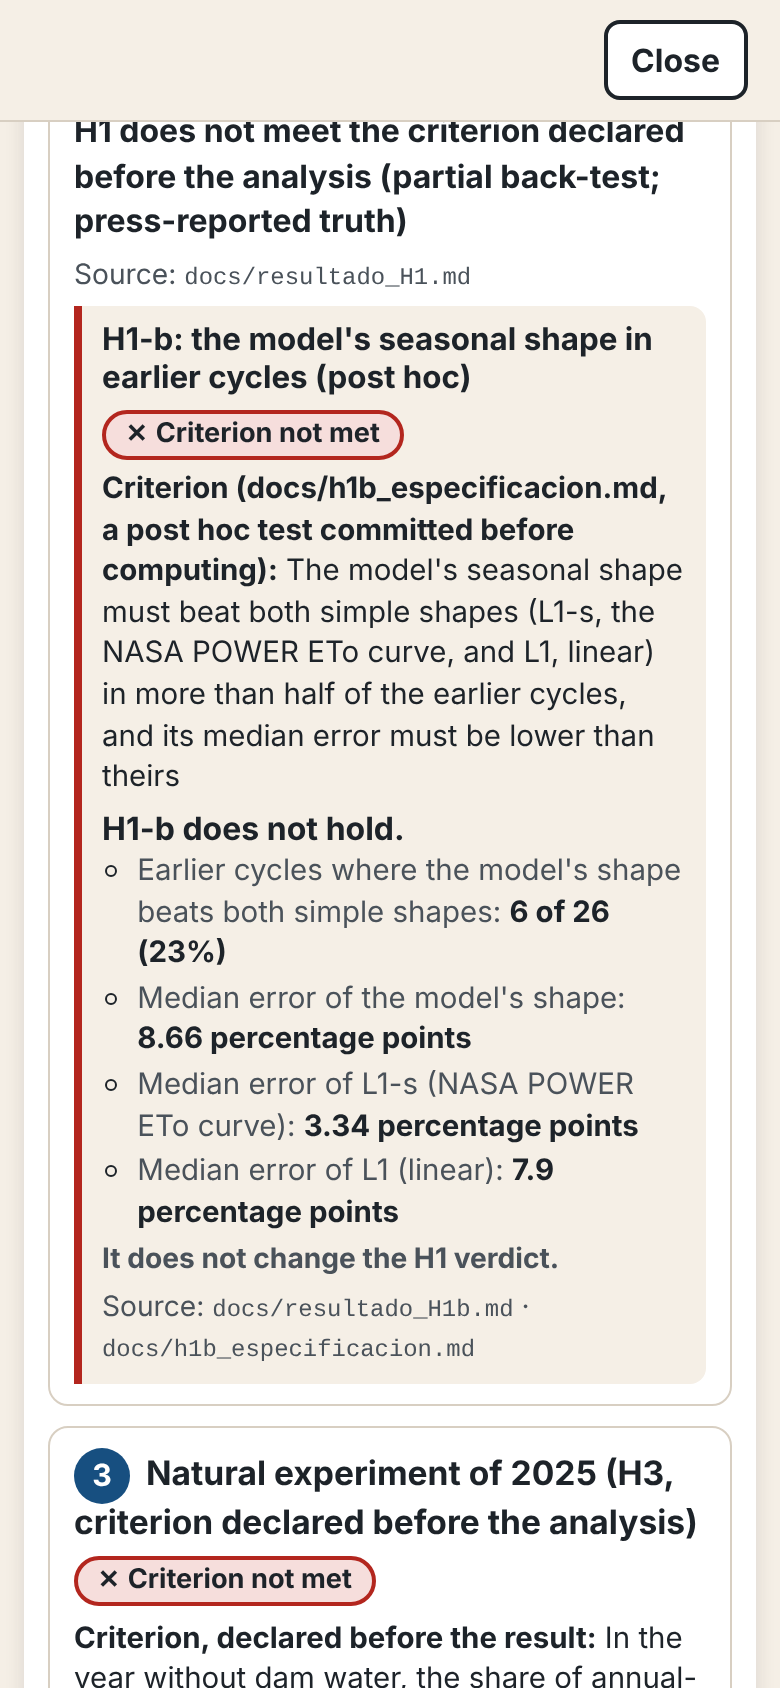 Close
H1 does not meet the criterion declared
before the analysis (partial back-test;
press-reported truth)
Source: docs/resultado_H1.md
H1-b: the model's seasonal shape in
earlier cycles (post hoc)
✕ Criterion not met
Criterion (docs/h1b_especificacion.md,
a post hoc test committed before
computing): The model's seasonal shape
must beat both simple shapes (L1-s, the
NASA POWER ETo curve, and L1, linear)
in more than half of the earlier cycles,
and its median error must be lower than
theirs
H1-b does not hold.
Earlier cycles where the model's shape
beats both simple shapes: 6 of 26
(23%)
Median error of the model's shape:
8.66 percentage points
Median error of L1-s (NASA POWER
ETo curve): 3.34 percentage points
Median error of L1 (linear): 7.9
percentage points
It does not change the H1 verdict.
Source: docs/resultado_H1b.md ·
docs/h1b_especificacion.md
3 Natural experiment of 2025 (H3,
criterion declared before the analysis)
✕ Criterion not met
Criterion, declared before the result: In the
year without dam water, the share of annual-